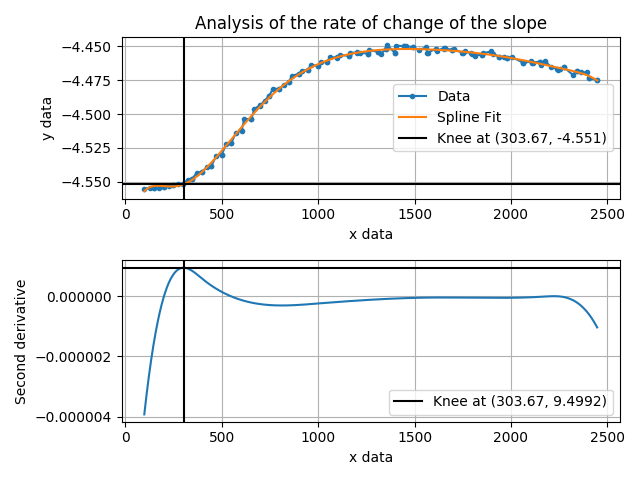 Analysis of the rate of change of the slope
y data
−4.450
−4.475
−4.500
−4.525
−4.550
Data
Spline Fit
Knee at (303.67, -4.551)
0 500 1000 1500 2000 2500
x data
Second derivative
0.000000
−0.000002
−0.000004
Knee at (303.67, 9.4992)
0 500 1000 1500 2000 2500
x data